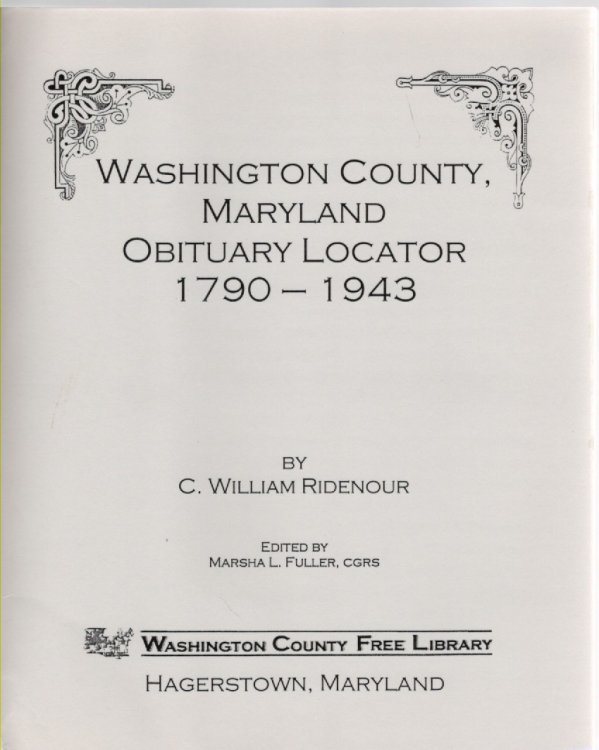 WASHINGTON COUNTY,
MARYLAND
OBITUARY LOCATOR
1790 – 1943
BY
C. WILLIAM RIDENOUR
EDITED BY
MARSHA L. FULLER, CGRS
WASHINGTON COUNTY FREE LIBRARY
HAGERSTOWN, MARYLAND